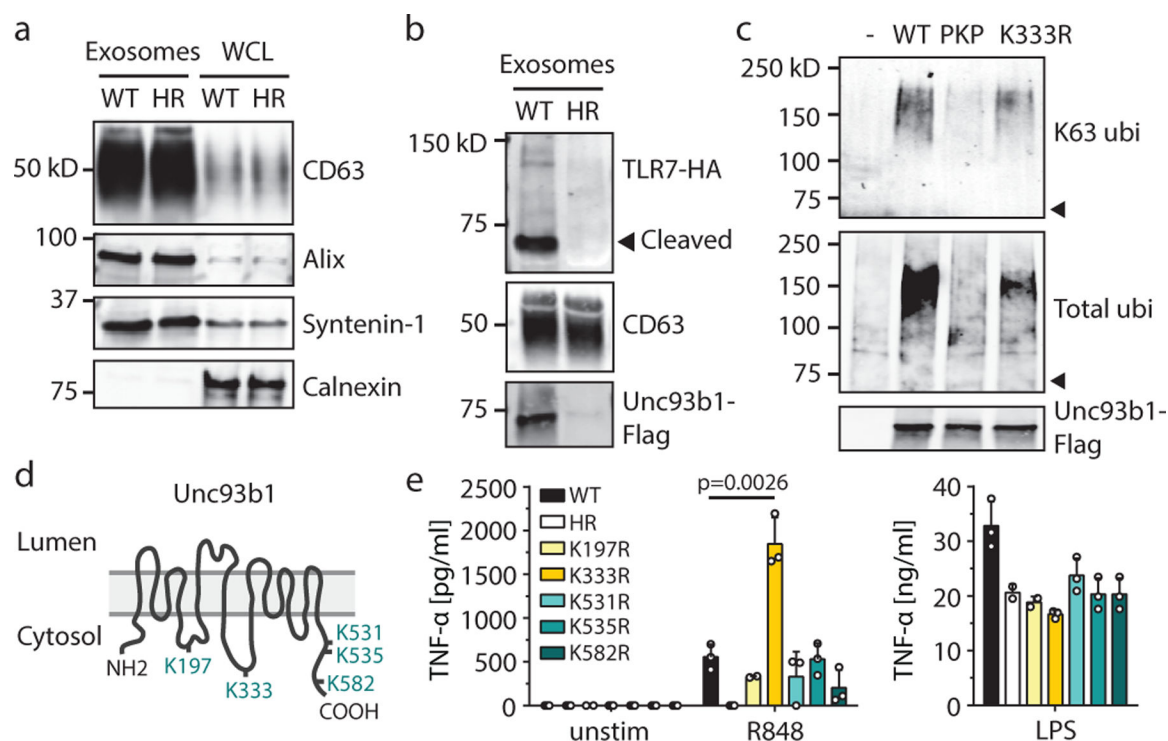 a
Exosomes WCL
WT HR WT HR
50 kD CD63
100
Alix
37
Syntenin-1
75 Calnexin
b
Exosomes
WT HR
150 kD
TLR7-HA
75
Cleaved
50 CD63
75 Unc93b1-
Flag
c
- WT PKP K333R
250 kD
150 K63 ubi
100
75
250
150 Total ubi
100
75
Unc93b1-
Flag
d
Unc93b1
Lumen
Cytosol
NH2 K197 K333
K531
K535
K582
COOH
e
TNF-α [pg/ml]
2500
2000
1500
1000
500
0
WT
HR
K197R
K333R
K531R
K535R
K582R
p=0.0026
unstim R848
TNF-α [ng/ml]
40
30
20
10
0
LPS